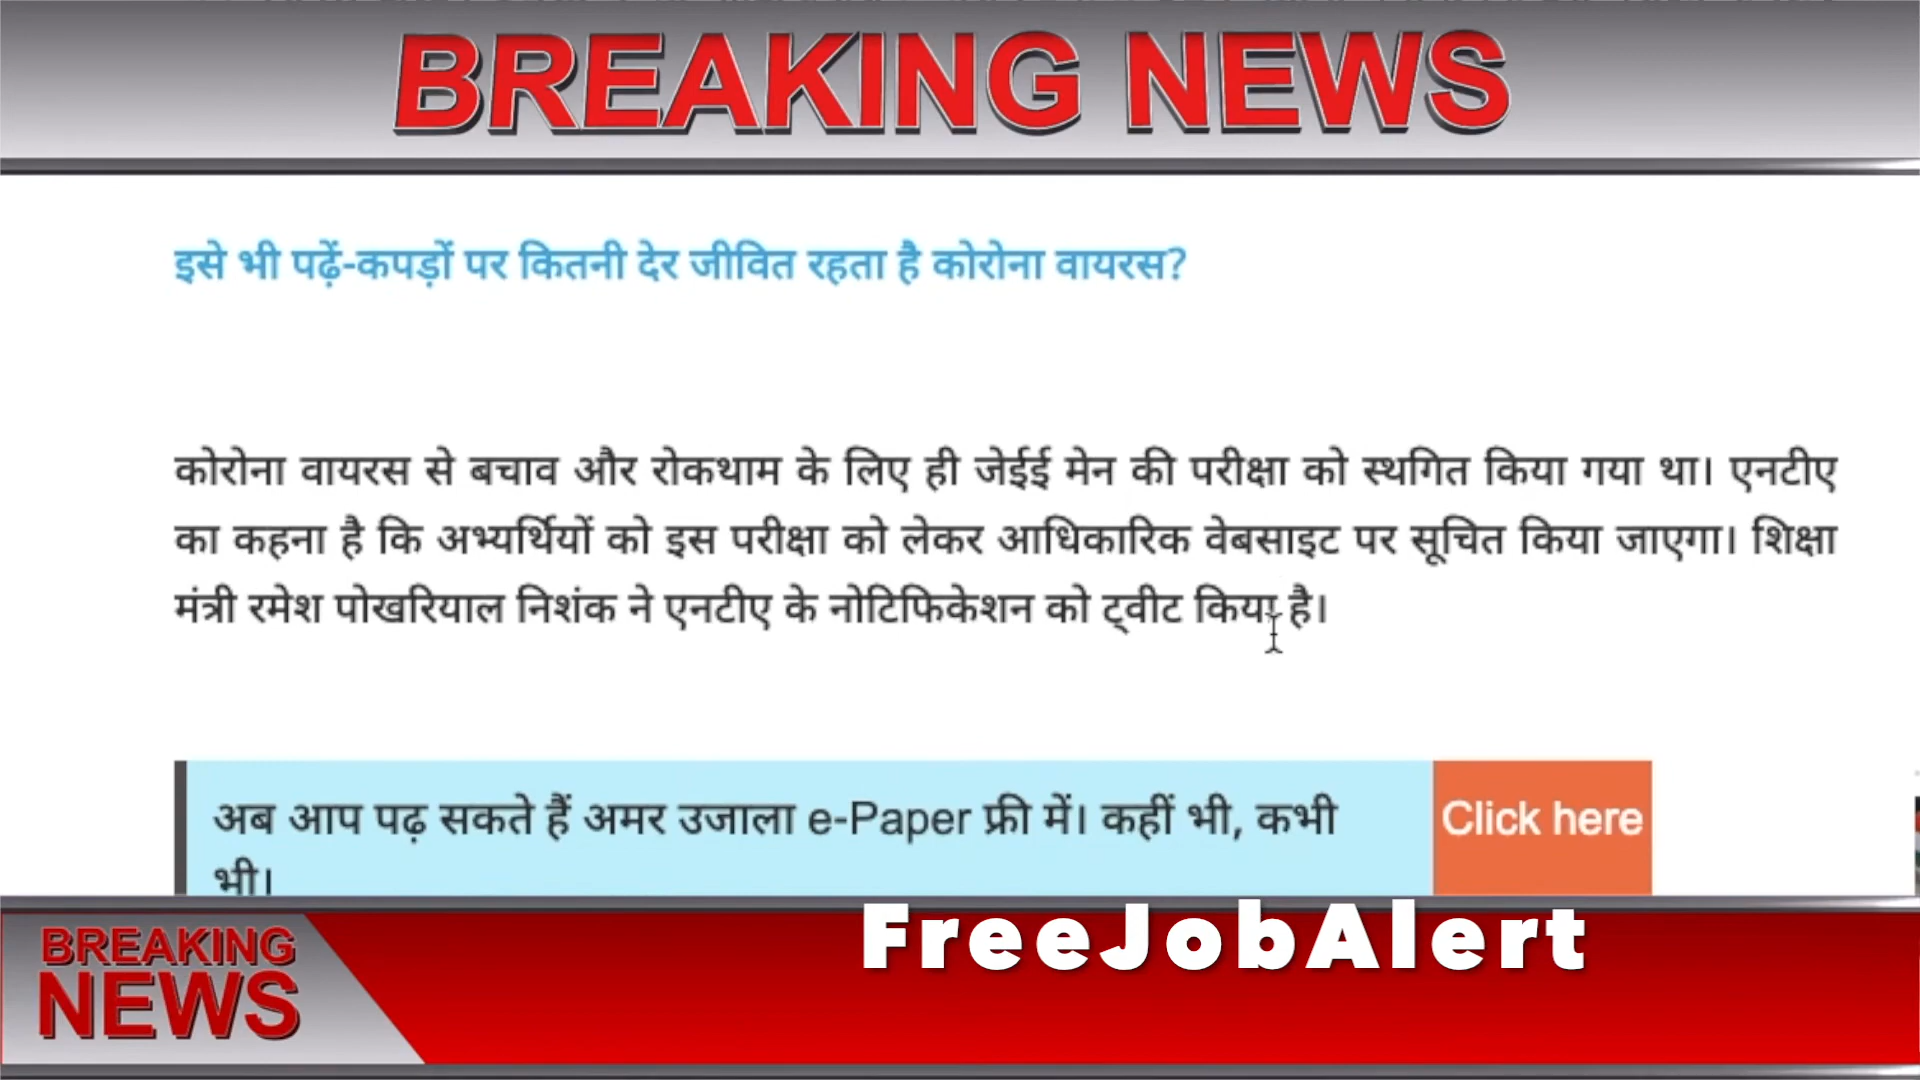 BREAKING NEWS
इसे भी पढ़ें-कपड़ों पर कितनी देर जीवित रहता है कोरोना वायरस?
कोरोना वायरस से बचाव और रोकथाम के लिए ही जेईई मेन की परीक्षा को स्थगित किया गया था। एनटीए
का कहना है कि अभ्यर्थियों को इस परीक्षा को लेकर आधिकारिक वेबसाइट पर सूचित किया जाएगा। शिक्षा
मंत्री रमेश पोखरियाल निशंक ने एनटीए के नोटिफिकेशन को ट्वीट किया है।
अब आप पढ़ सकते हैं अमर उजाला e-Paper फ्री में। कहीं भी, कभी
भी।
Click here
FreeJobAlert
BREAKING
NEWS